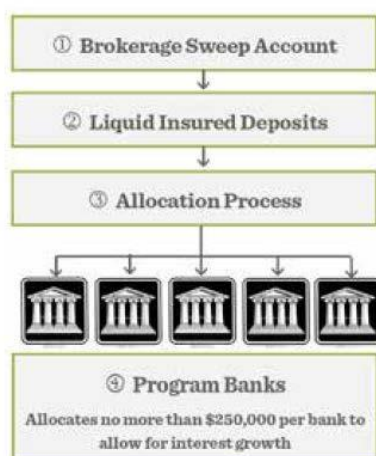 ① Brokerage Sweep Account
② Liquid Insured Deposits
③ Allocation Process
④ Program Banks
Allocates no more than $250,000 per bank to
allow for interest growth